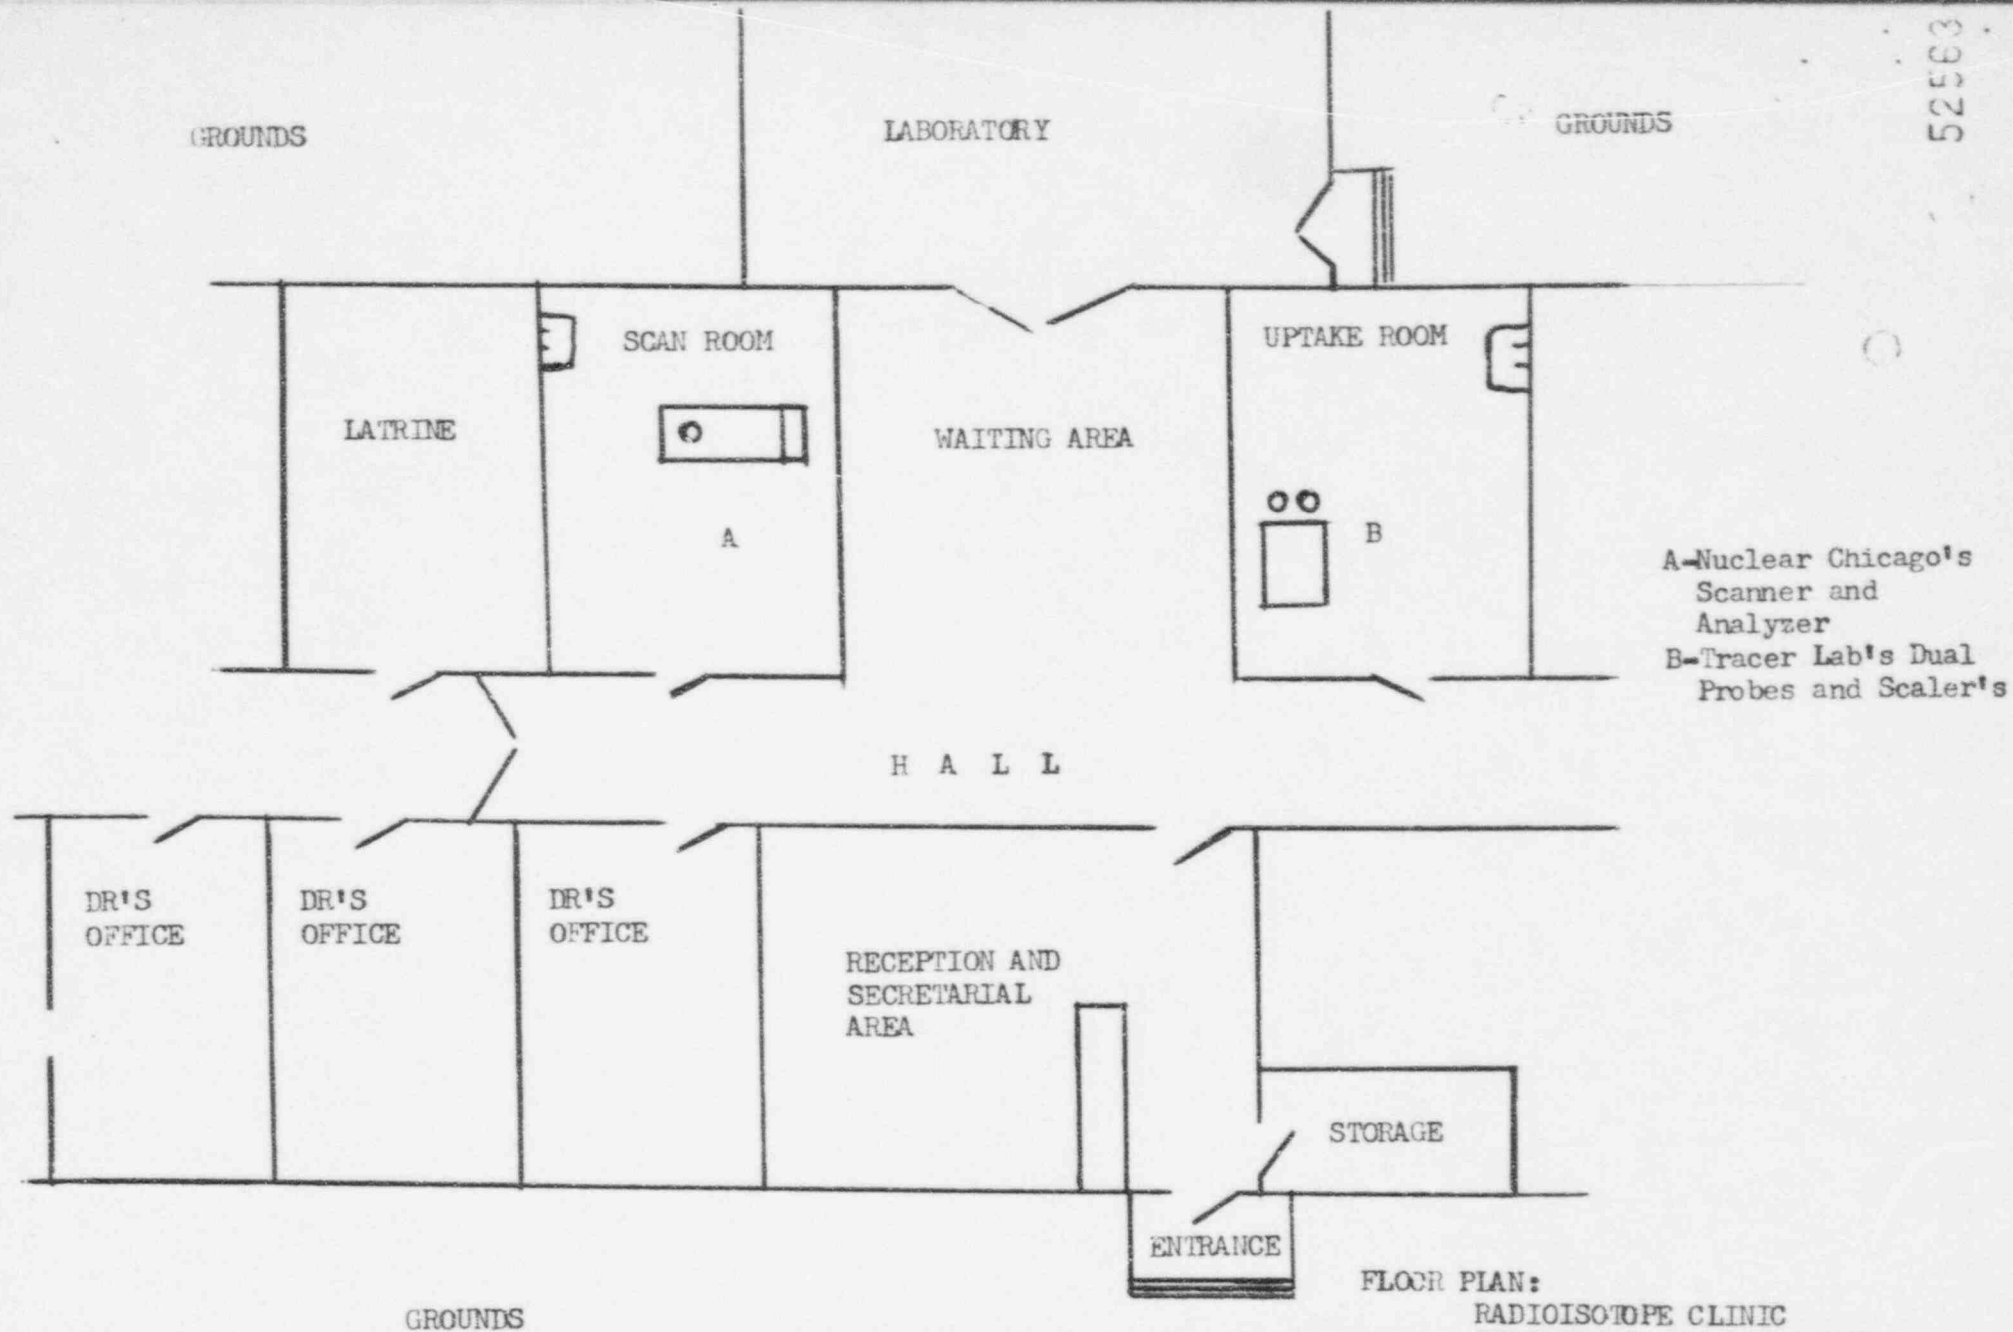 52563
GROUNDS
LABORATORY
GROUNDS
SCAN ROOM
UPTAKE ROOM
LATRINE
WAITING AREA
A
B
A-Nuclear Chicago's
Scanner and
Analyzer
B-Tracer Lab's Dual
Probes and Scaler's
H A L L
DR'S
OFFICE
DR'S
OFFICE
DR'S
OFFICE
RECEPTION AND
SECRETARIAL
AREA
STORAGE
ENTRANCE
GROUNDS
FLOOR PLAN:
RADIOISOTOPE CLINIC